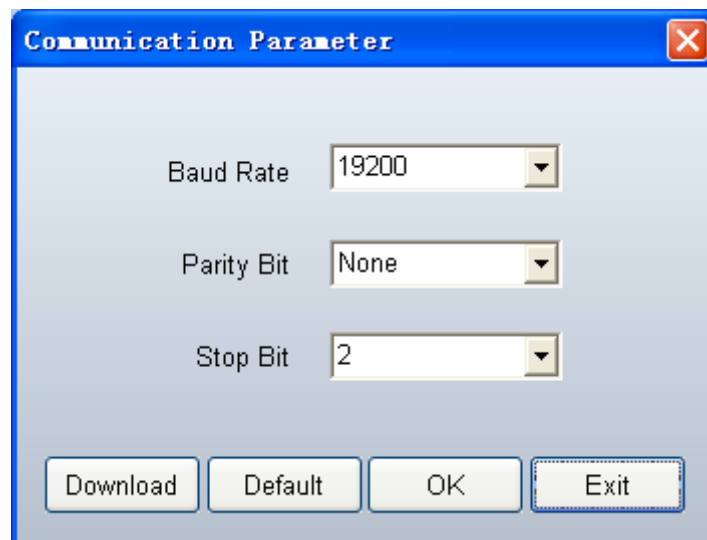 Communication Parameter
Baud Rate 19200
Parity Bit None
Stop Bit 2
Download Default OK Exit